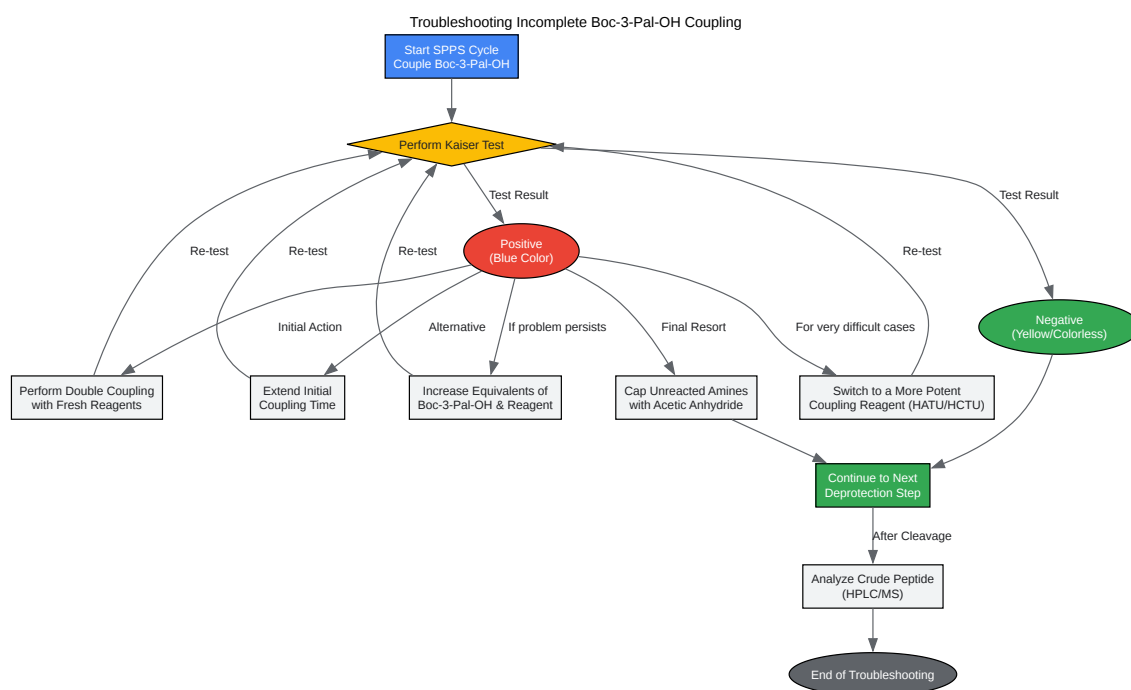 Troubleshooting Incomplete Boc-3-Pal-OH Coupling
Start SPPS Cycle
Couple Boc-3-Pal-OH
Perform Kaiser Test
Test Result
Test Result
Re-test
Re-test
Re-test
Re-test
Positive
(Blue Color)
Negative
(Yellow/Colorless)
Initial Action
Alternative
If problem persists
Final Resort
For very difficult cases
Perform Double Coupling
with Fresh Reagents
Extend Initial
Coupling Time
Increase Equivalents of
Boc-3-Pal-OH & Reagent
Cap Unreacted Amines
with Acetic Anhydride
Switch to a More Potent
Coupling Reagent (HATU/HCTU)
Continue to Next
Deprotection Step
After Cleavage
Analyze Crude Peptide
(HPLC/MS)
End of Troubleshooting